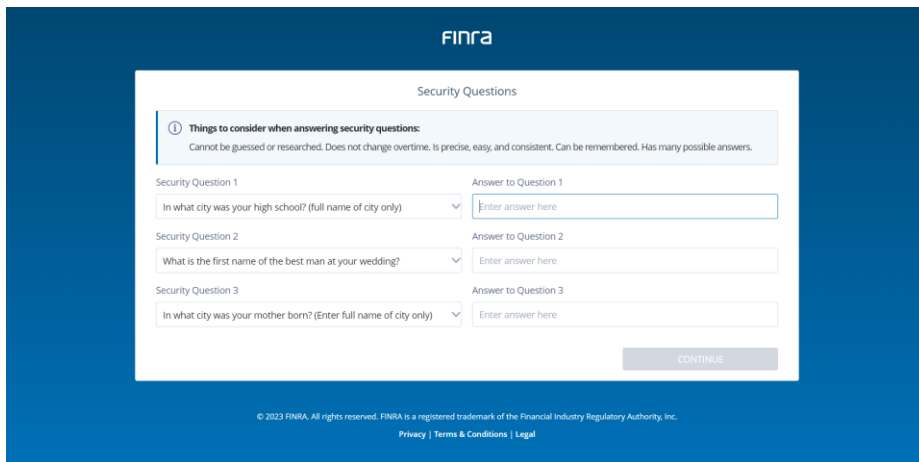 FINRA
Security Questions
Things to consider when answering security questions:
Cannot be guessed or researched. Does not change overtime. Is precise, easy, and consistent. Can be remembered. Has many possible answers.
Security Question 1
Answer to Question 1
In what city was your high school? (full name of city only)
Enter answer here
Security Question 2
Answer to Question 2
What is the first name of the best man at your wedding?
Enter answer here
Security Question 3
Answer to Question 3
In what city was your mother born? (Enter full name of city only)
Enter answer here
CONTINUE
© 2023 FINRA. All rights reserved. FINRA is a registered trademark of the Financial Industry Regulatory Authority, Inc.
Privacy | Terms & Conditions | Legal